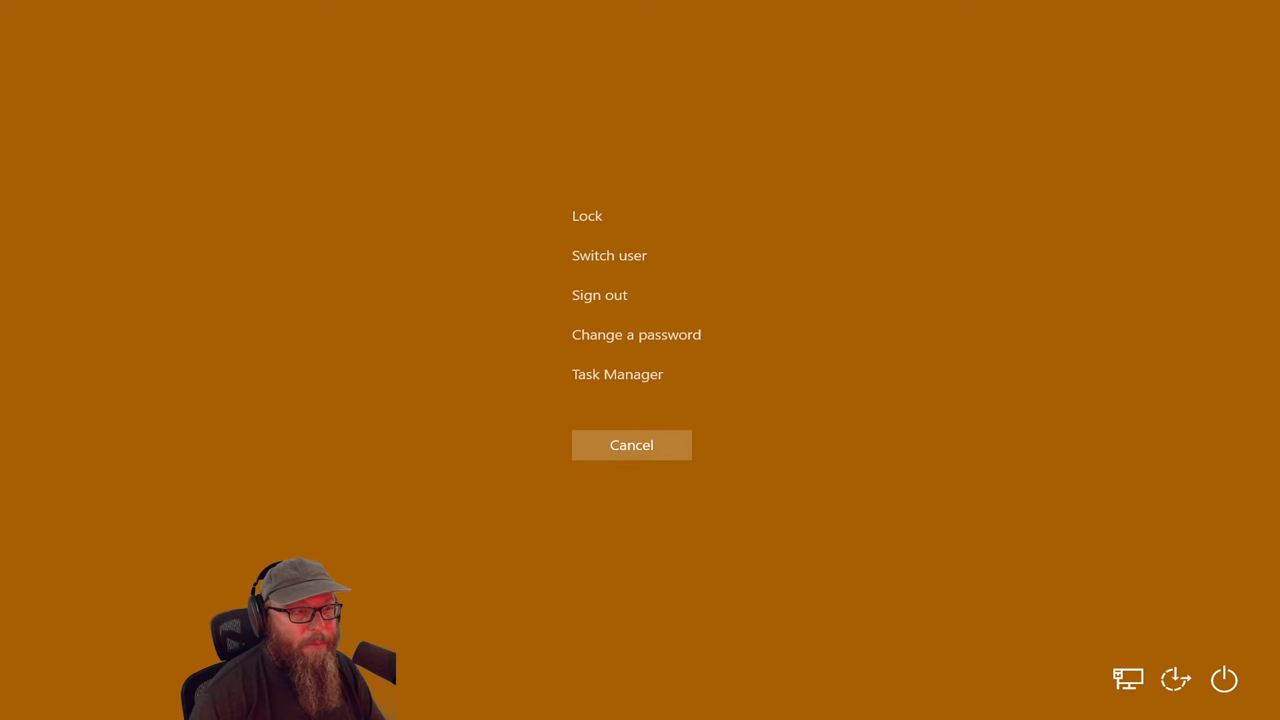 Lock
Switch user
Sign out
Change a password
Task Manager
Cancel